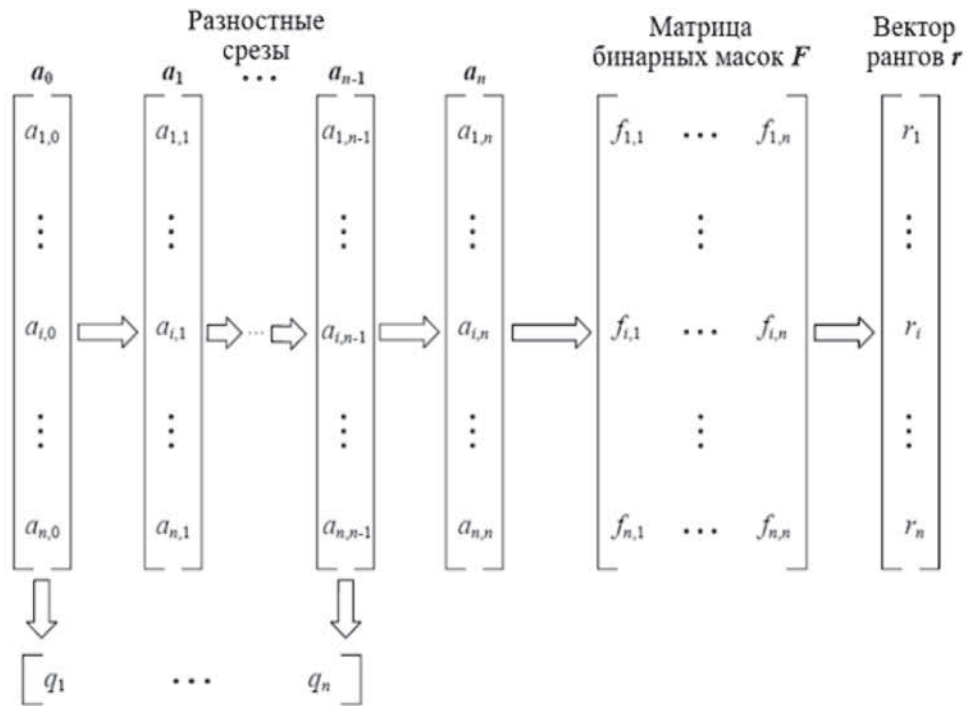 Разностные срезы
Матрица бинарных масок F
Вектор рангов r
a₀ a₁ ••• aₙ₋₁ aₙ
a₁,₀ a₁,₁ a₁,ₙ₋₁ a₁,ₙ f₁,₁ ••• f₁,ₙ r₁
⋮ ⋮ ⋮ ⋮ ⋮ ⋮
aᵢ,₀ aᵢ,₁ ... aᵢ,ₙ₋₁ aᵢ,ₙ fᵢ,₁ ••• fᵢ,ₙ rᵢ
⋮ ⋮ ⋮ ⋮ ⋮ ⋮
aₙ,₀ aₙ,₁ aₙ,ₙ₋₁ aₙ,ₙ fₙ,₁ ••• fₙ,ₙ rₙ
q₁ ••• qₙ